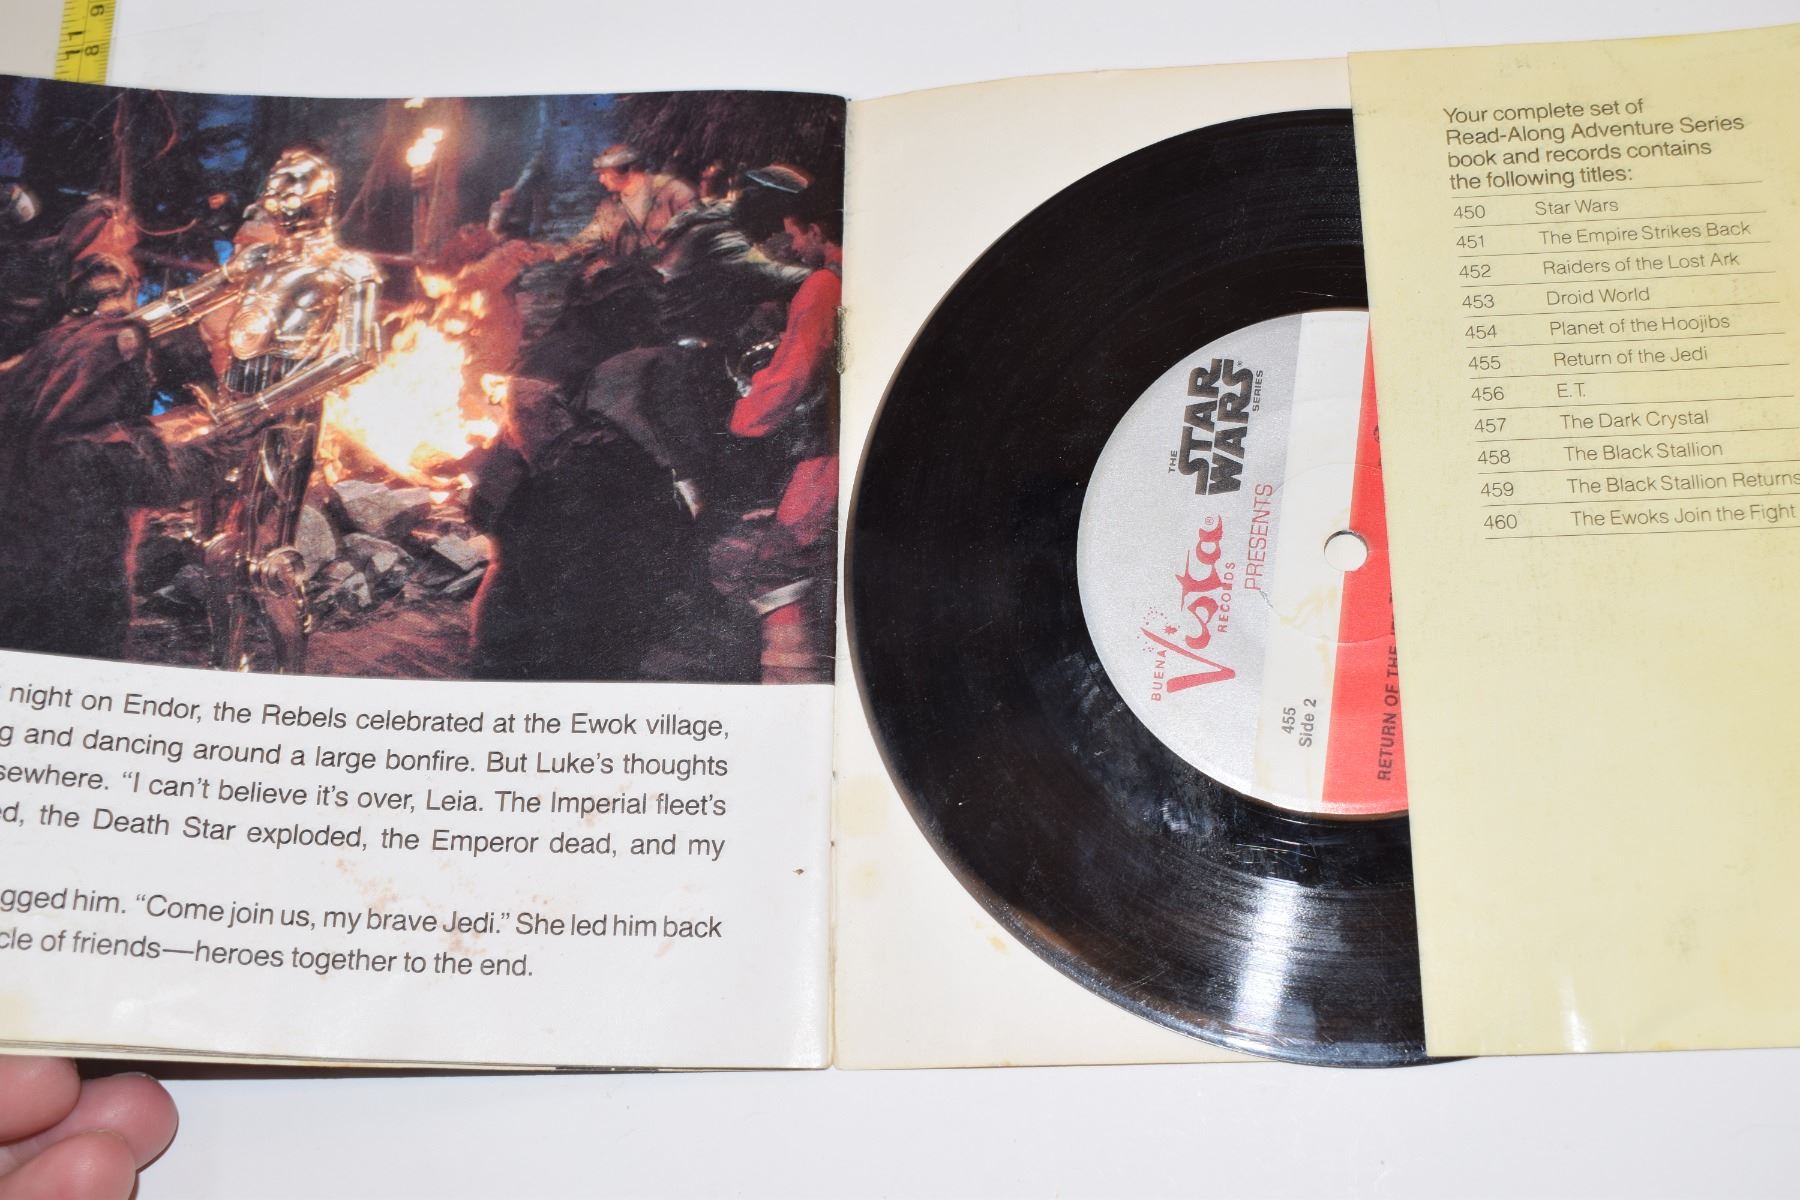 11
9
8
night on Endor, the Rebels celebrated at the Ewok village,
and dancing around a large bonfire. But Luke's thoughts
"I can't believe it's over, Leia. The Imperial fleet's
the Death Star exploded, the Emperor dead, and my
him. "Come join us, my brave Jedi." She led him back
of friends—heroes together to the end.
THE
STAR
WARS
SERIES
BUENA
Vista®
RECORDS
PRESENTS
455
Side 2
RETURN OF THE
Your complete set of
Read-Along Adventure Series
book and records contains
the following titles:
450 Star Wars
451 The Empire Strikes Back
452 Raiders of the Lost Ark
453 Droid World
454 Planet of the Hoojibs
455 Return of the Jedi
456 E.T.
457 The Dark Crystal
458 The Black Stallion
459 The Black Stallion Returns
460 The Ewoks Join the Fight